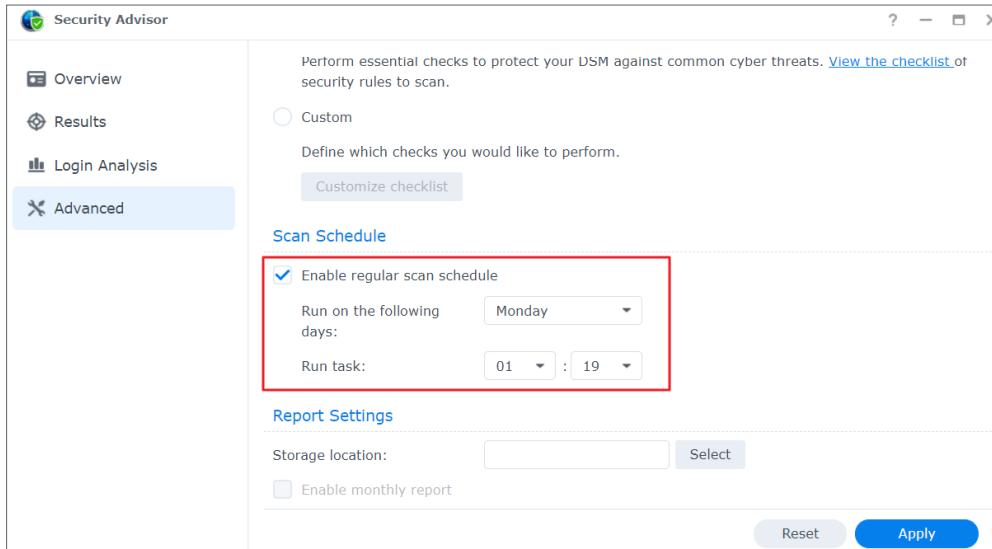 Security Advisor
Overview
Results
Login Analysis
Advanced
Perform essential checks to protect your DSM against common cyber threats. View the checklist of
security rules to scan.
Custom
Define which checks you would like to perform.
Customize checklist
Scan Schedule
Enable regular scan schedule
Run on the following
days:
Monday
Run task:
01 : 19
Report Settings
Storage location:
Select
Enable monthly report
Reset
Apply